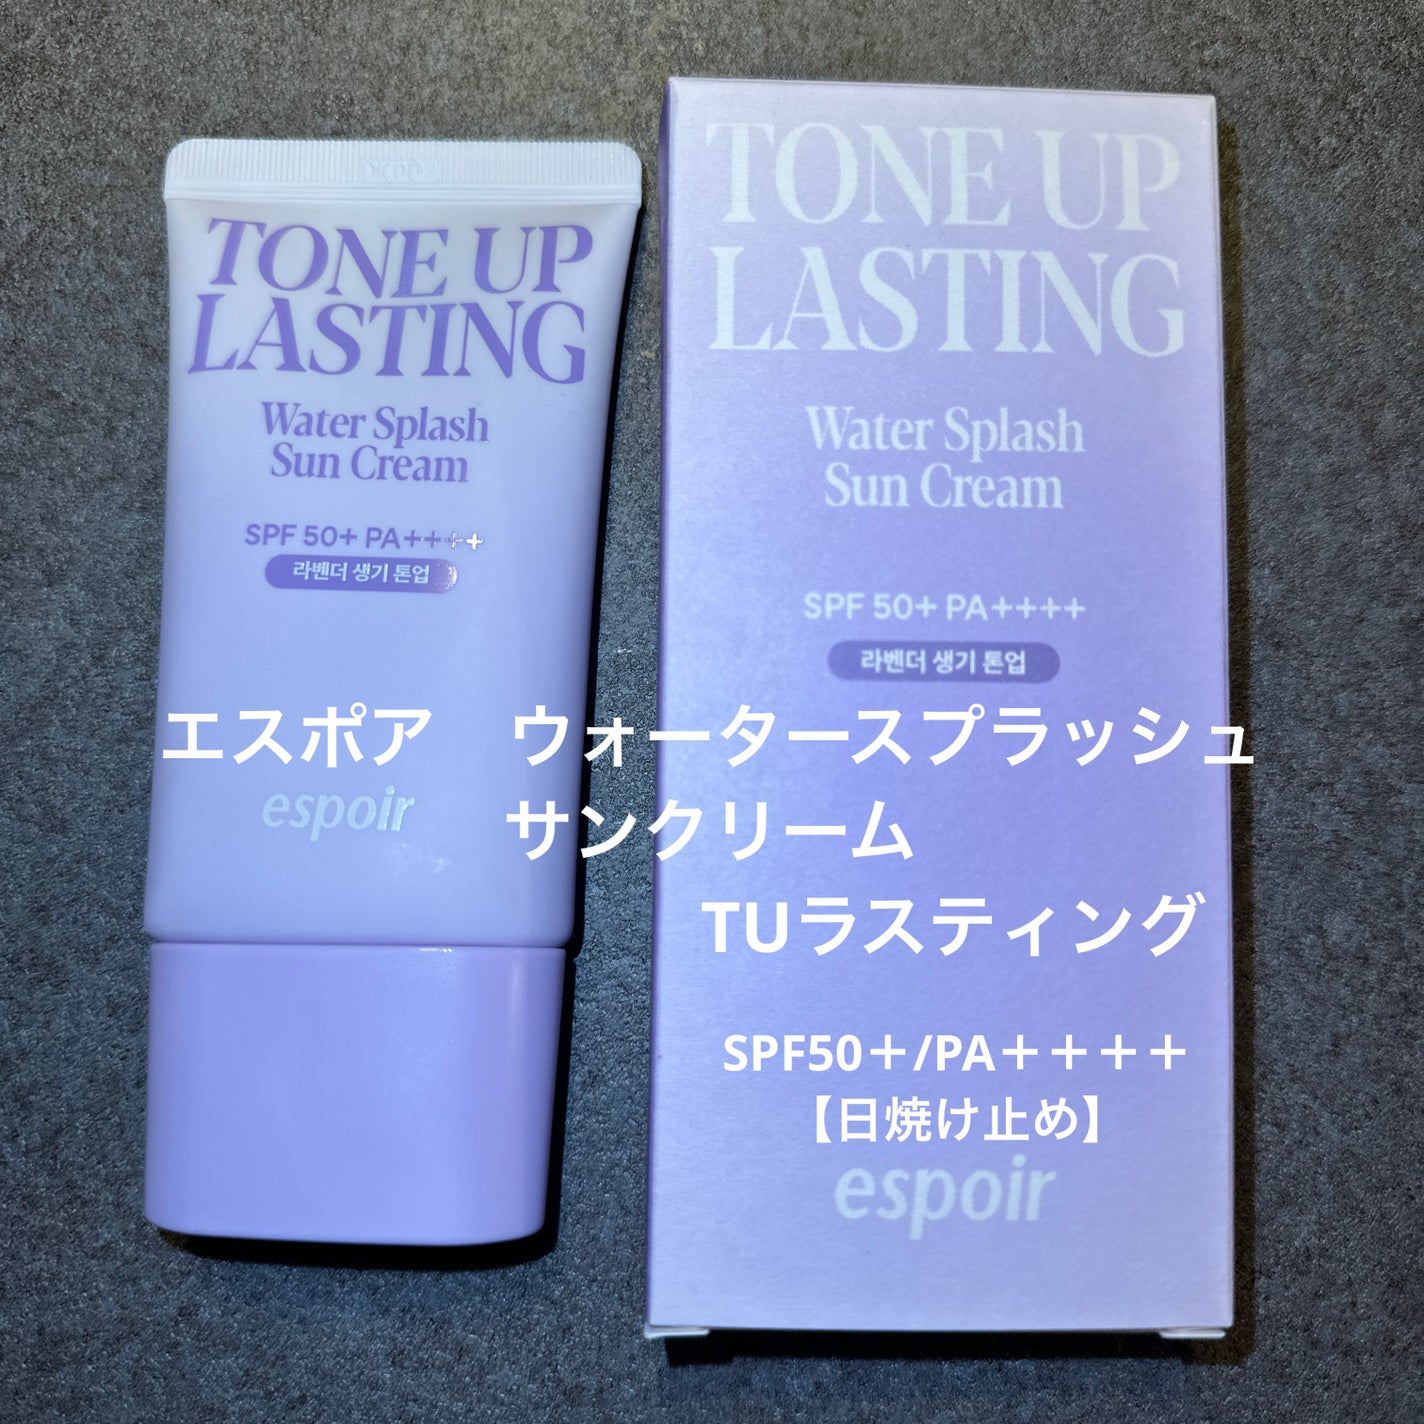 TONE UP
LASTING
Water Splash
Sun Cream
SPF 50+ PA++++
라벤더 생기 톤업
espoir
TONE UP
LASTING
Water Splash
Sun Cream
SPF 50+ PA++++
라벤더 생기 톤업
エスポア　ウォータースプラッシュ
サンクリーム
TUラスティング
SPF50＋/PA＋＋＋＋
【日焼け止め】
espoir